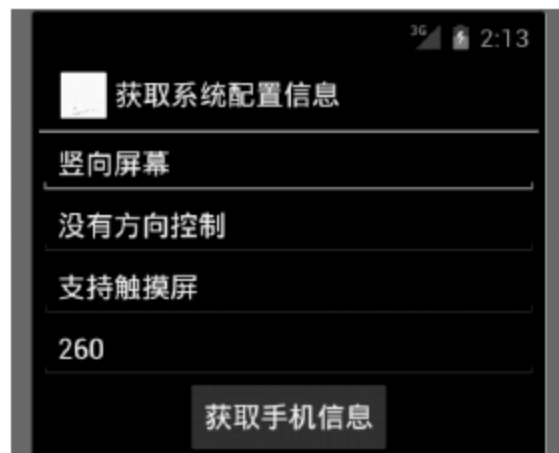 3G 2:13
获取系统配置信息
竖向屏幕
没有方向控制
支持触摸屏
260
获取手机信息